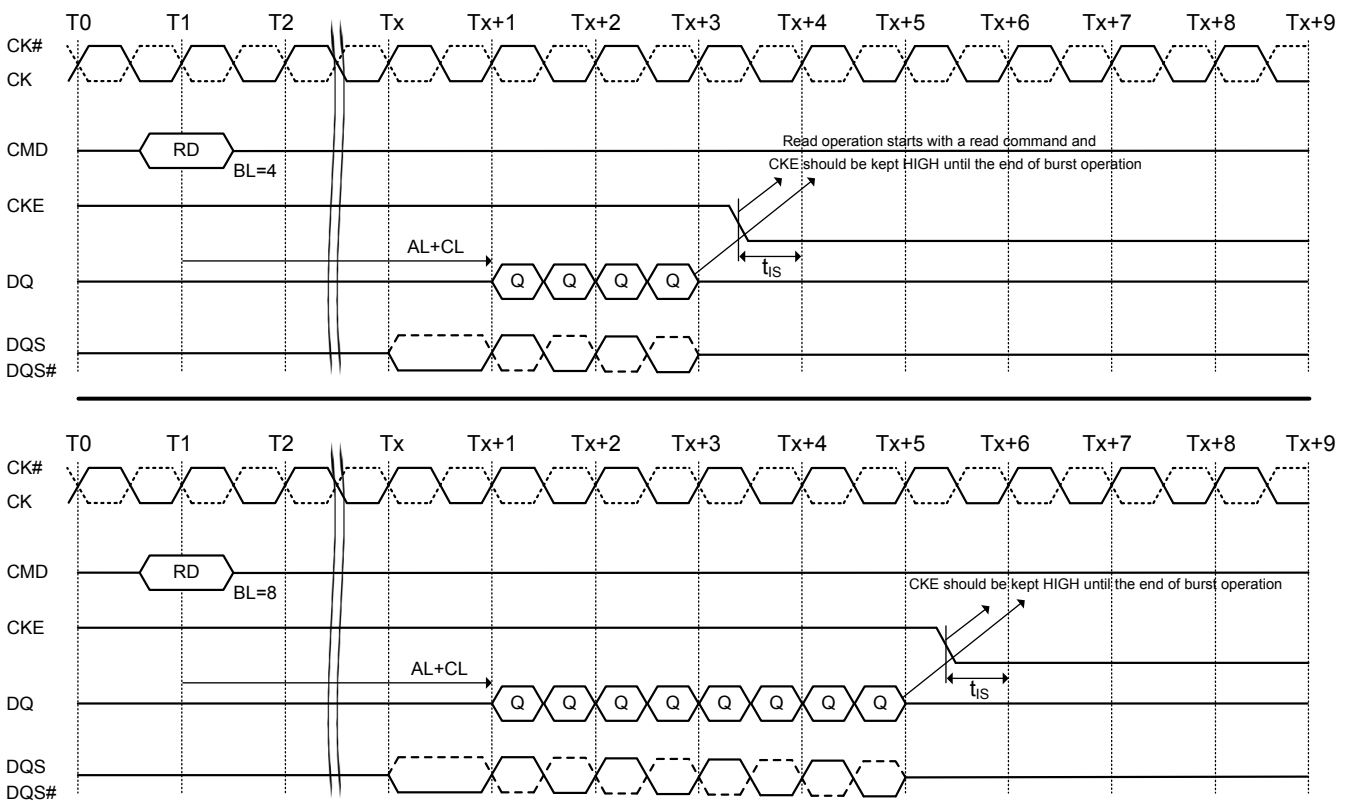 T0 T1 T2 Tx Tx+1 Tx+2 Tx+3 Tx+4 Tx+5 Tx+6 Tx+7 Tx+8 Tx+9
CK#
CK
CMD RD
BL=4
Read operation starts with a read command and
CKE should be kept HIGH until the end of burst operation
CKE
AL+CL
tIS
DQ Q Q Q Q
DQS
DQS#
T0 T1 T2 Tx Tx+1 Tx+2 Tx+3 Tx+4 Tx+5 Tx+6 Tx+7 Tx+8 Tx+9
CK#
CK
CMD RD
BL=8
CKE should be kept HIGH until the end of burst operation
CKE
AL+CL
tIS
DQ Q Q Q Q Q Q Q Q
DQS
DQS#